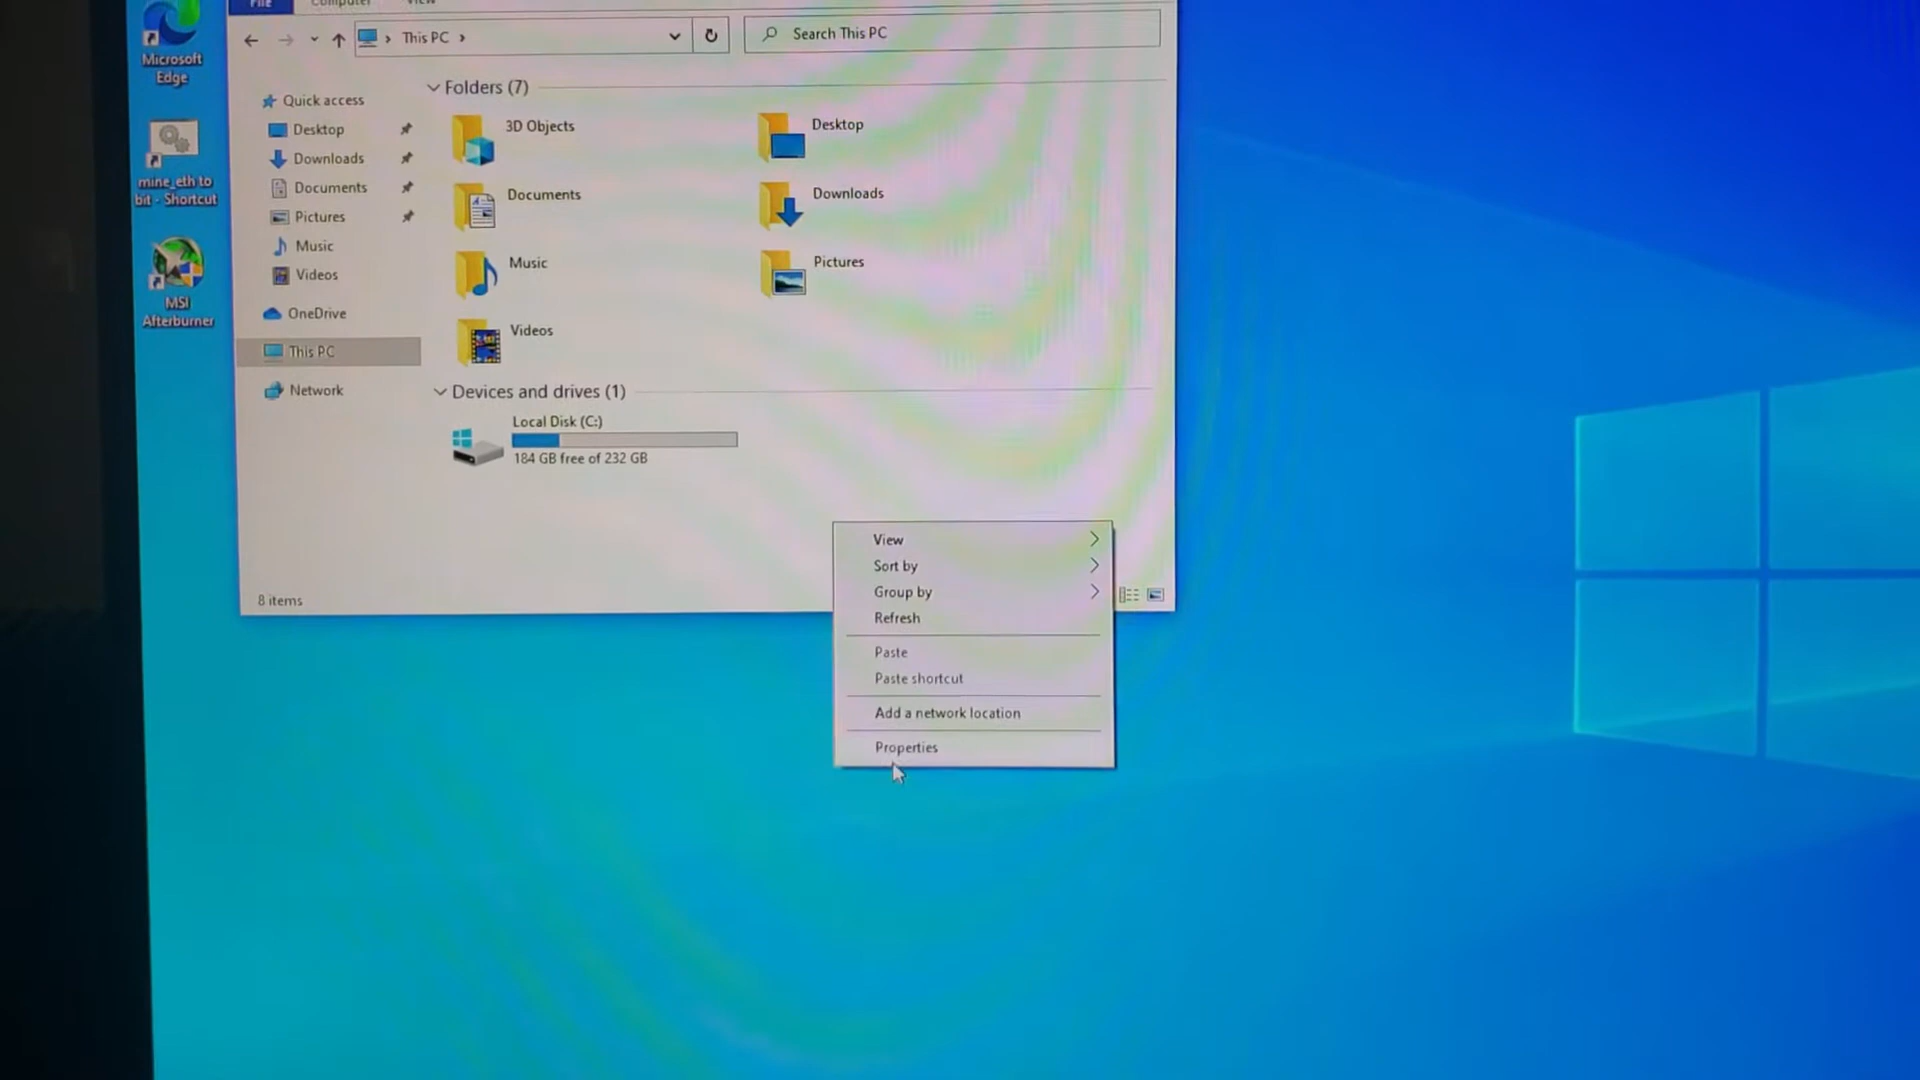 File
Computer
View
Microsoft
Edge
This PC
Search This PC
Folders (7)
Quick access
Desktop
Downloads
Documents
Pictures
Music
Videos
OneDrive
This PC
Network
3D Objects
Desktop
Documents
Downloads
Music
Pictures
Videos
mine_eth to
bit - Shortcut
MSI
Afterburner
Devices and drives (1)
Local Disk (C:)
184 GB free of 232 GB
8 items
View
Sort by
Group by
Refresh
Paste
Paste shortcut
Add a network location
Properties